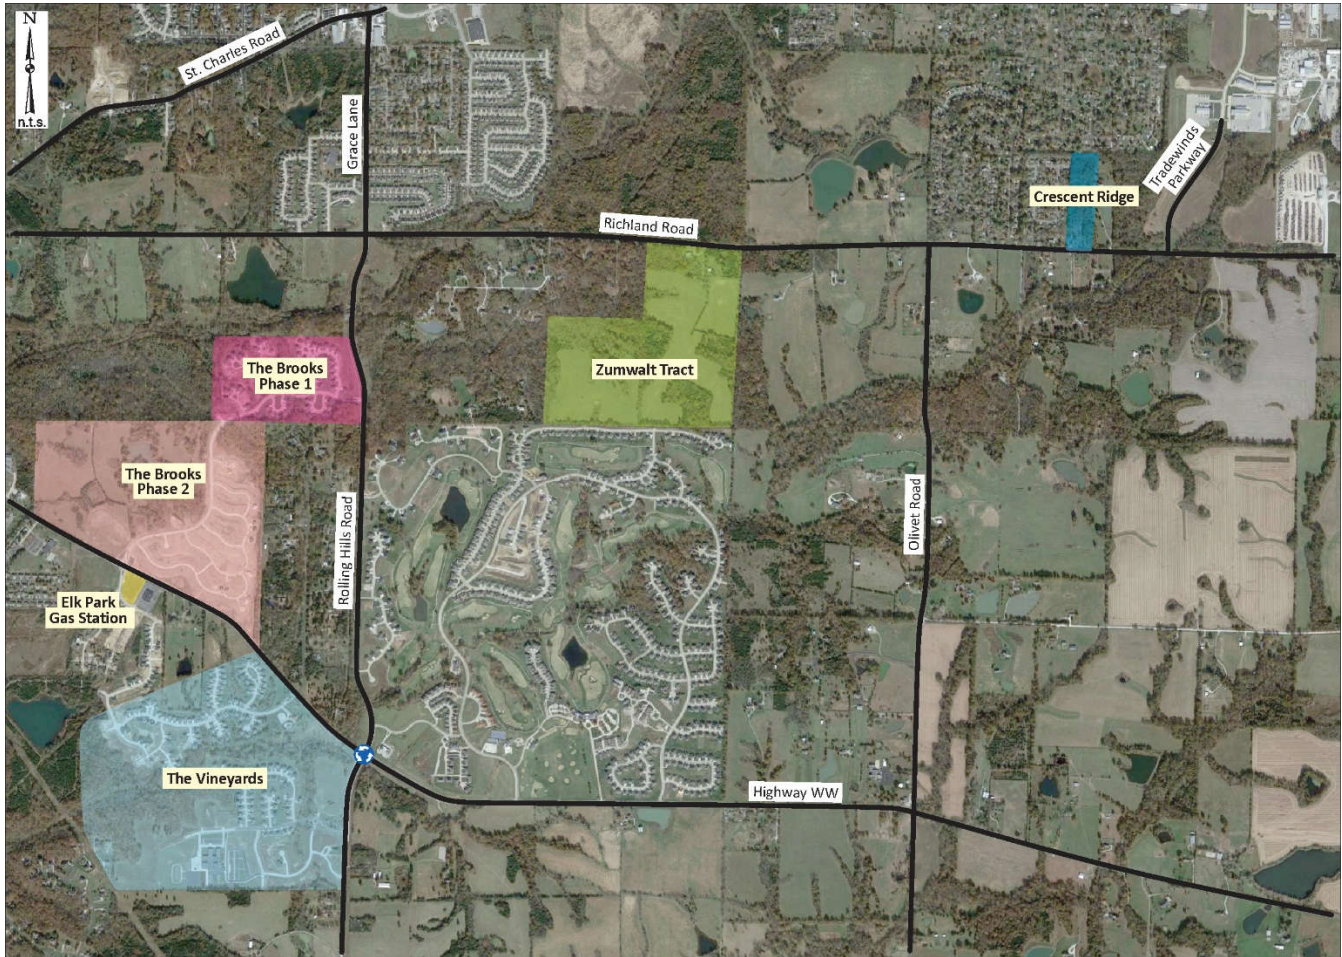 N
n.t.s.
St. Charles Road
Grace Lane
Richland Road
Tradewinds
Parkway
Crescent Ridge
The Brooks
Phase 1
Zumwalt Tract
The Brooks
Phase 2
Rolling Hills Road
Olivet Road
Elk Park
Gas Station
The Vineyards
Highway WW